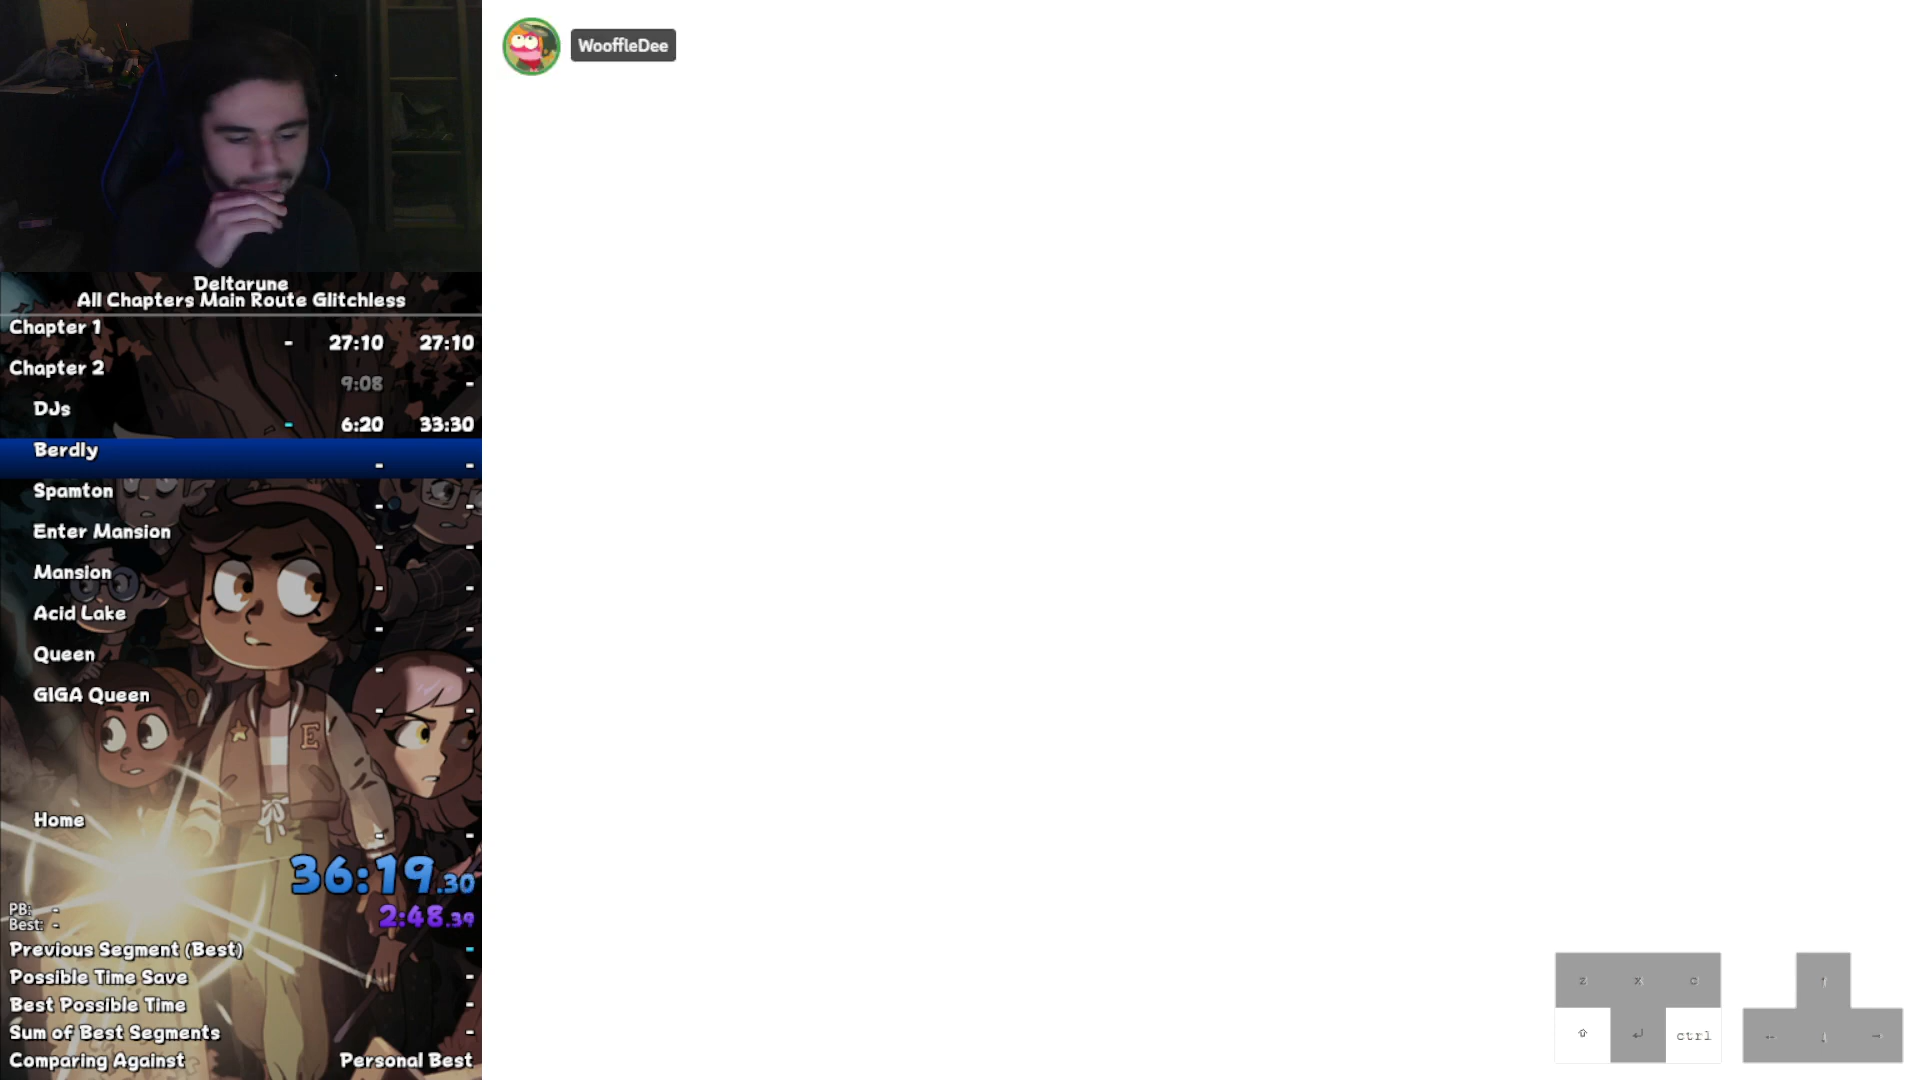 WooffleDee
Deltarune
All Chapters Main Route Glitchless
Chapter 1
- 27:10 27:10
Chapter 2
9:08 -
DJs
- 6:20 33:30
Berdly
- -
Spamton
- -
Enter Mansion
- -
Mansion
- -
Acid Lake
- -
Queen
- -
GIGA Queen
- -
E
Home
- -
36:19.30
PB: -
Best: -
2:48.39
Previous Segment (Best) -
Possible Time Save -
Best Possible Time -
Sum of Best Segments -
Comparing Against Personal Best
z x c ↑
⇧ ↵ ctrl ← ↓ →